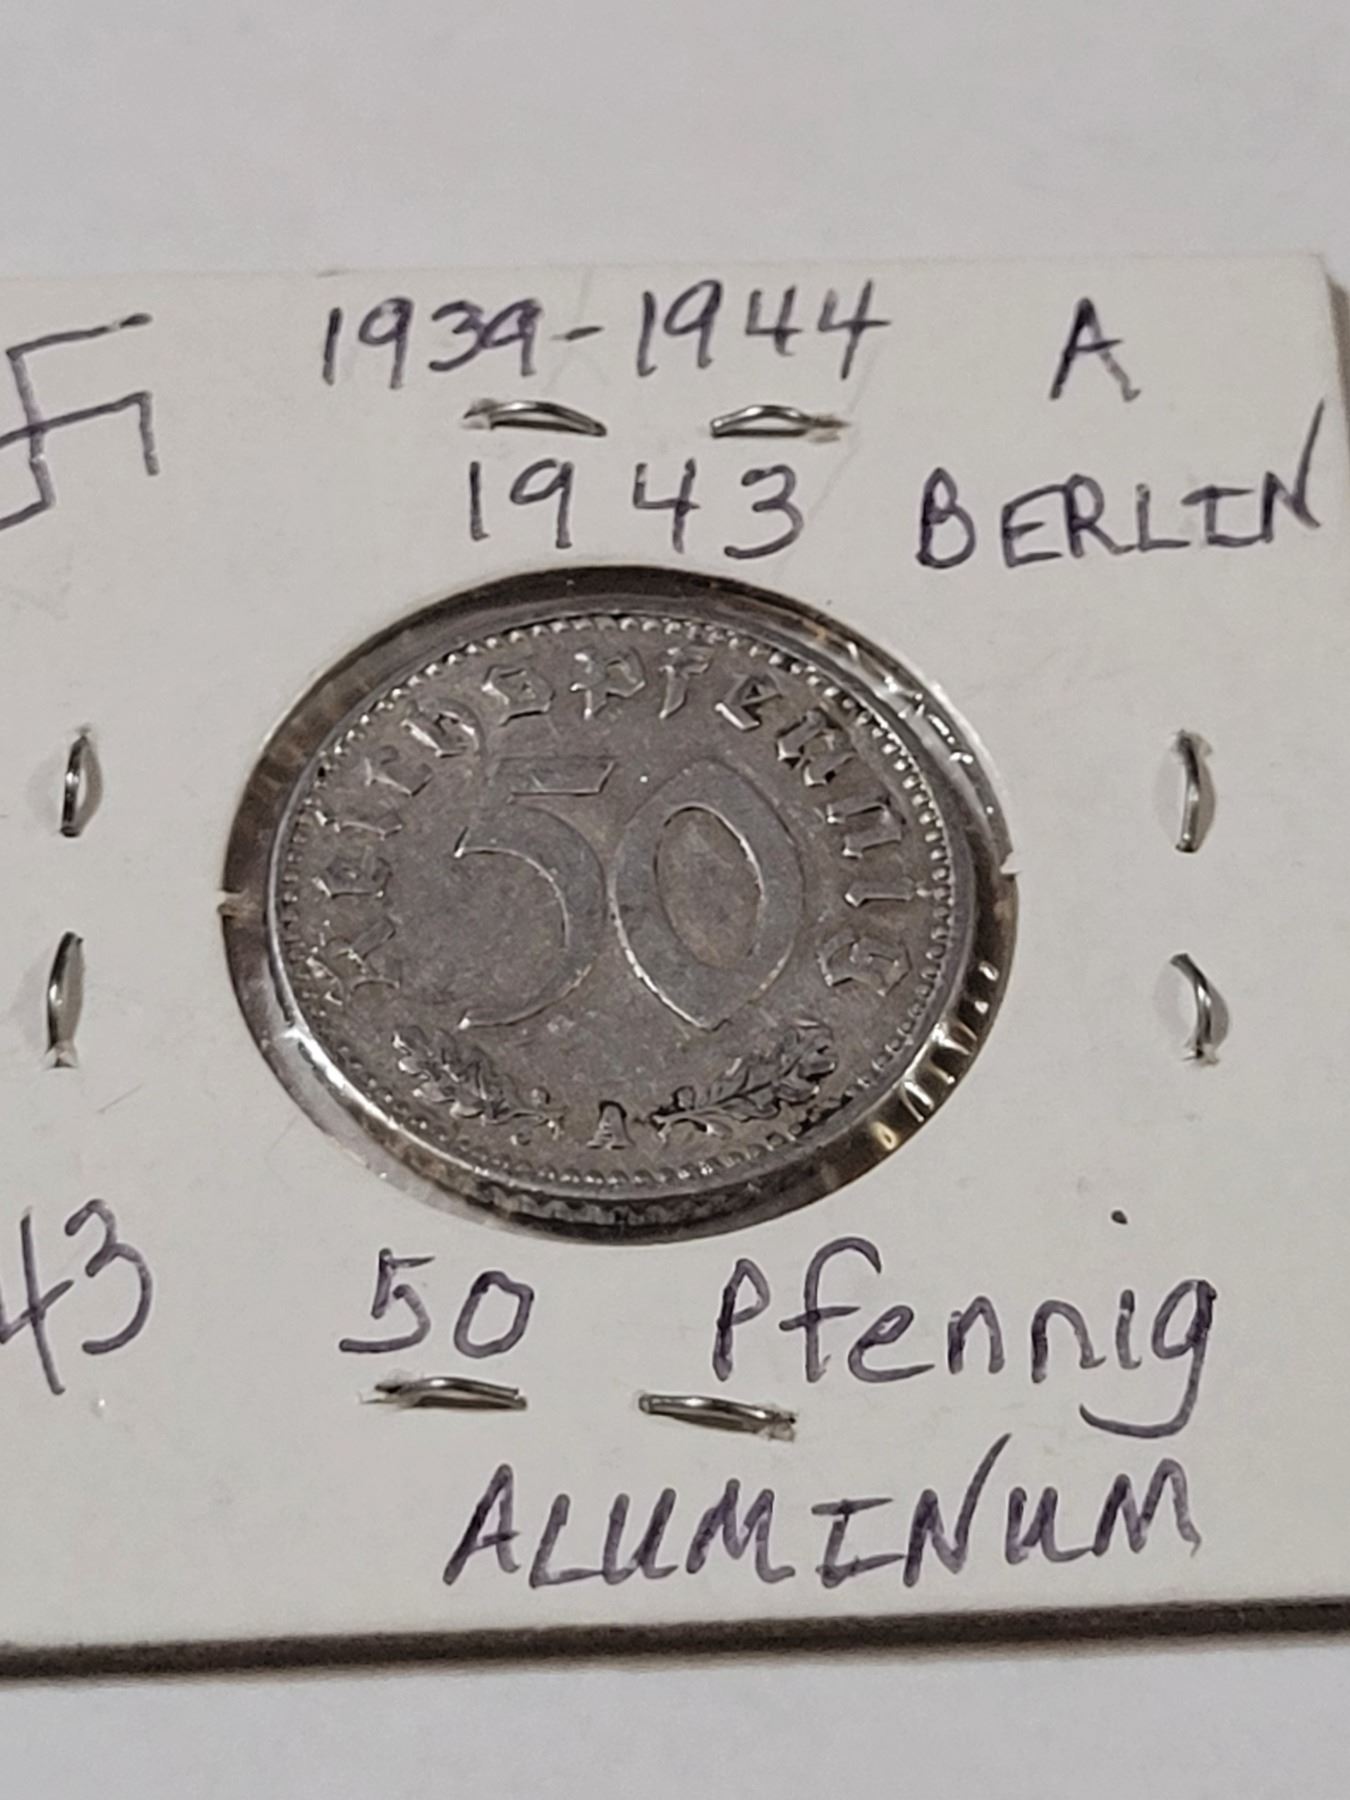 1939-1944 A
1943 BERLIN
Reichspfennig
50
A
43 50 Pfennig
ALUMINUM